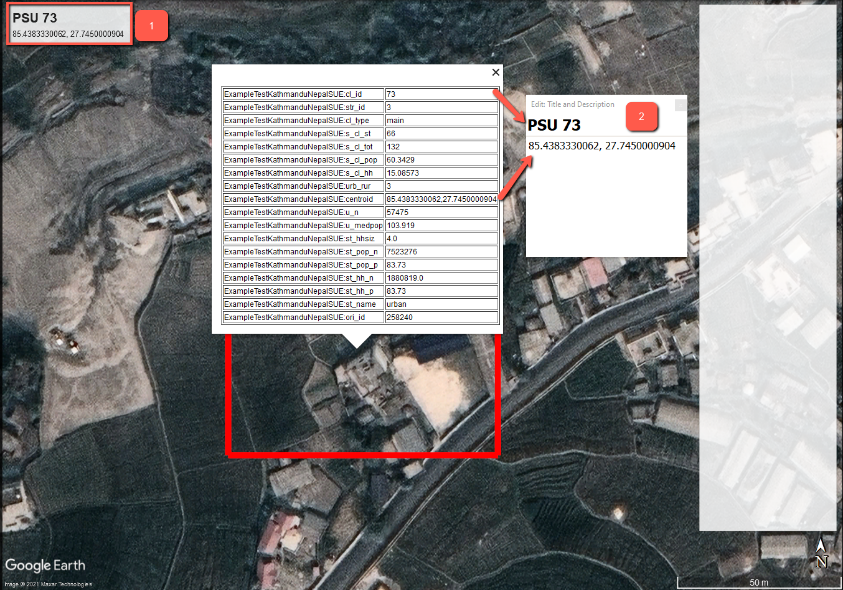 PSU 73
85.4383330062, 27.7450000904
1
ExampleTestKathmanduNepalSUE:cl_id 73
ExampleTestKathmanduNepalSUE:str_id 3
ExampleTestKathmanduNepalSUE:cl_type main
ExampleTestKathmanduNepalSUE:s_cl_st 66
ExampleTestKathmanduNepalSUE:s_cl_tot 132
ExampleTestKathmanduNepalSUE:s_cl_pop 60.3429
ExampleTestKathmanduNepalSUE:s_cl_hh 15.08573
ExampleTestKathmanduNepalSUE:urb_rur 3
ExampleTestKathmanduNepalSUE:centroid 85.4383330062,27.7450000904
ExampleTestKathmanduNepalSUE:u_n 57475
ExampleTestKathmanduNepalSUE:u_medpop 103.919
ExampleTestKathmanduNepalSUE:st_hhsiz 4.0
ExampleTestKathmanduNepalSUE:st_pop_n 7523276
ExampleTestKathmanduNepalSUE:st_pop_p 83.73
ExampleTestKathmanduNepalSUE:st_hh_n 1880819.0
ExampleTestKathmanduNepalSUE:st_hh_p 83.73
ExampleTestKathmanduNepalSUE:st_name urban
ExampleTestKathmanduNepalSUE:ori_id 258240
Edit: Title and Description
2
PSU 73
85.4383330062, 27.7450000904
Google Earth
Image © 2021 Maxar Technologies
N
50 m